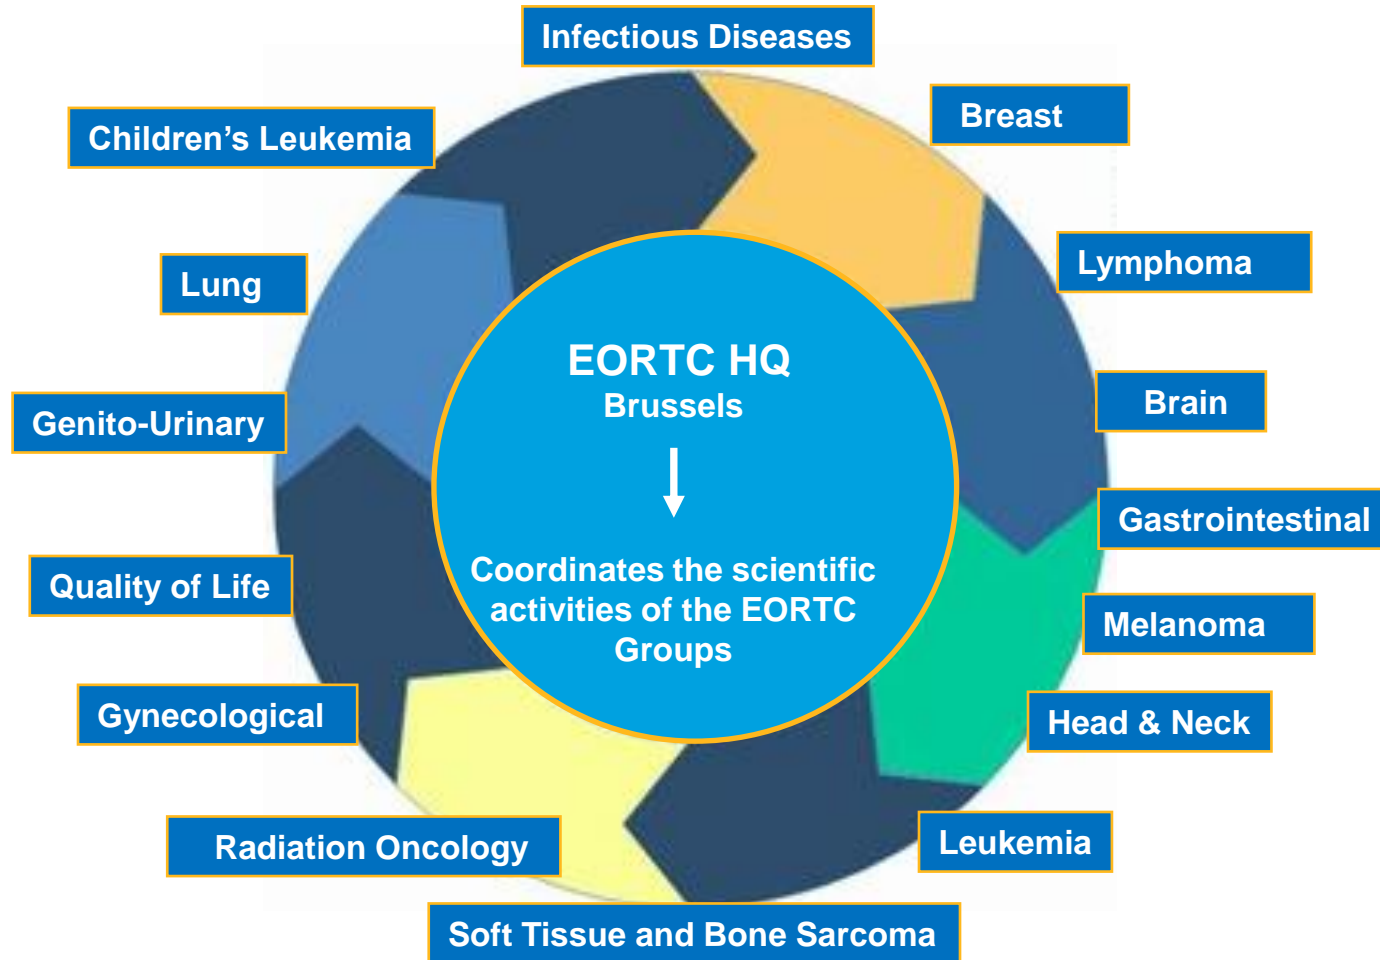 Infectious Diseases
Breast
Children’s Leukemia
Lymphoma
Lung
EORTC HQ
Brussels
Brain
Genito-Urinary
Gastrointestinal
Coordinates the scientific
activities of the EORTC
Groups
Quality of Life
Melanoma
Gynecological
Head & Neck
Radiation Oncology
Leukemia
Soft Tissue and Bone Sarcoma